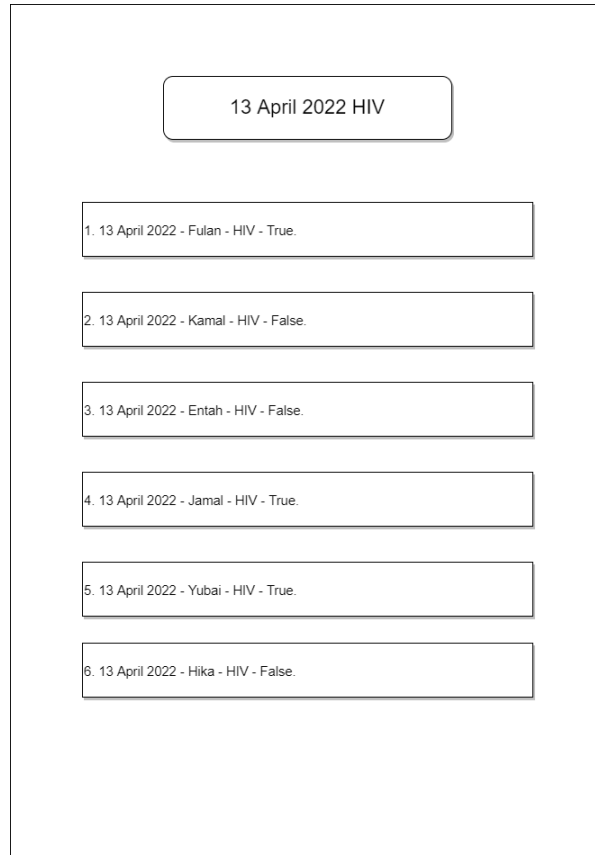 13 April 2022 HIV
1. 13 April 2022 - Fulan - HIV - True.
2. 13 April 2022 - Kamal - HIV - False.
3. 13 April 2022 - Entah - HIV - False.
4. 13 April 2022 - Jamal - HIV - True.
5. 13 April 2022 - Yubai - HIV - True.
6. 13 April 2022 - Hika - HIV - False.